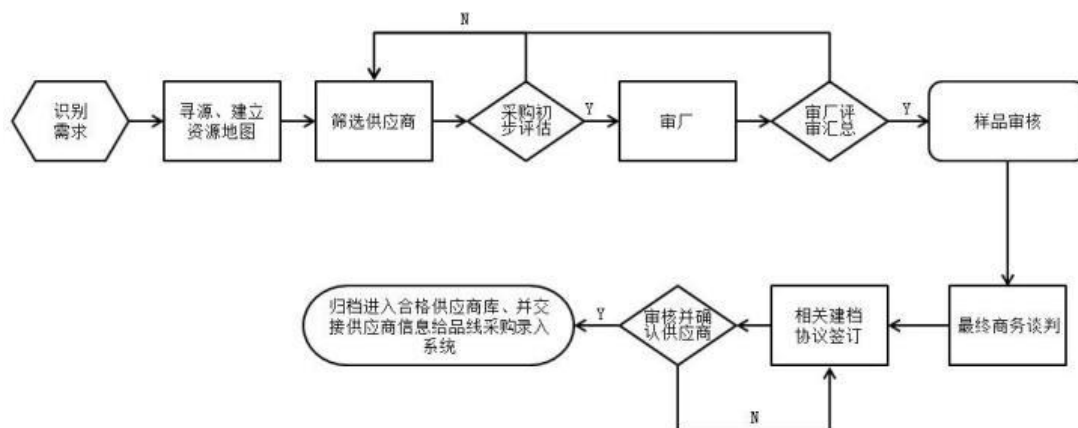 N
识别
需求
寻源、建立
资源地图
筛选供应商
采购初
步评估
Y
审厂
审厂评
审汇总
Y
样品审核
归档进入合格供应商库、并交
接供应商信息给品线采购录入
系统
Y
审核并确
认供应商
相关建档
协议签订
最终商务谈判
N